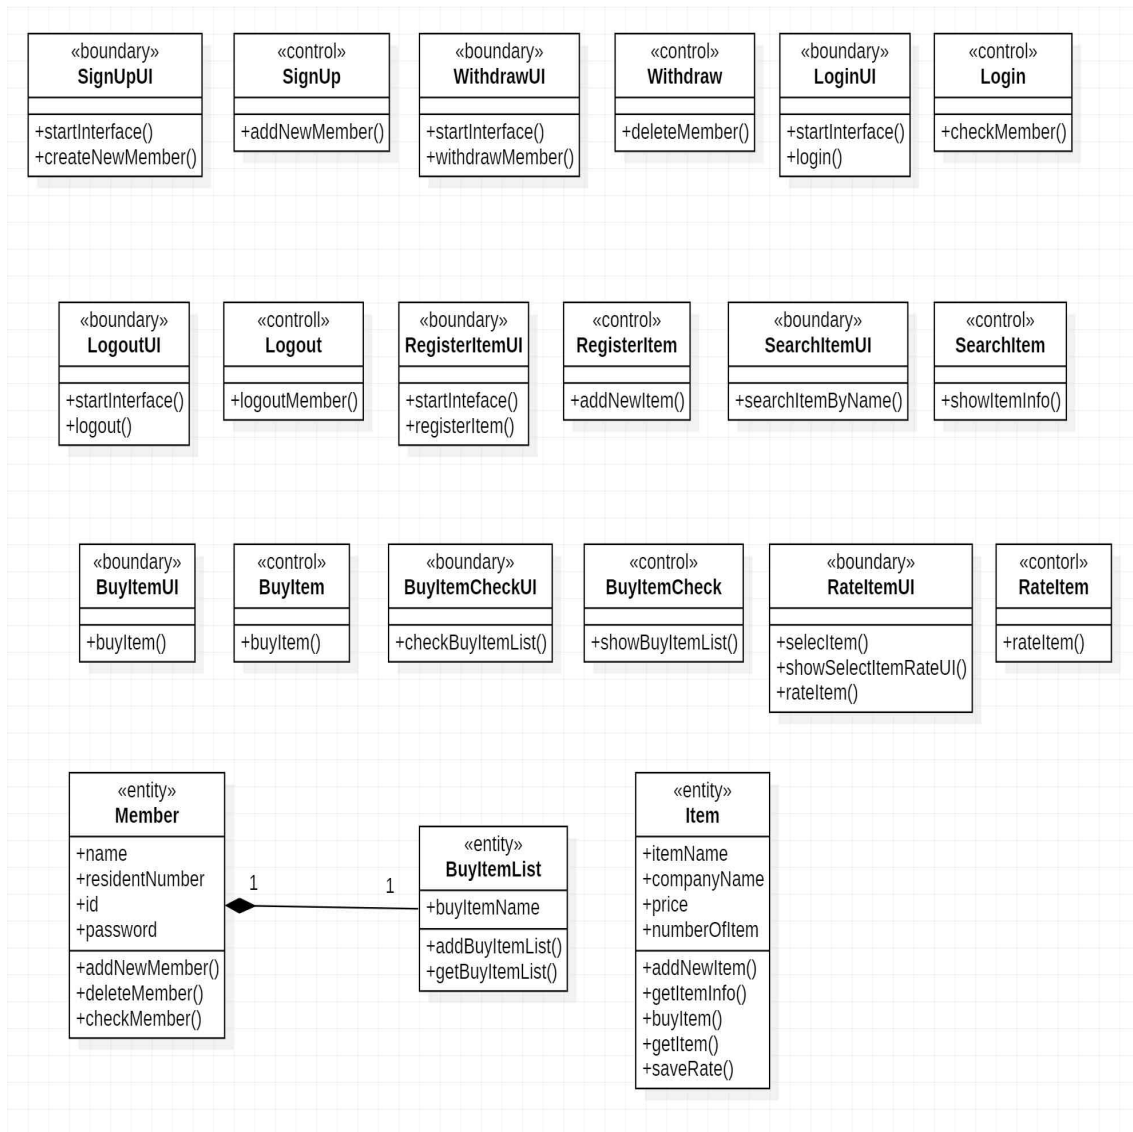 «boundary»
SignUpUI
+startInterface()
+createNewMember()
«control»
SignUp
+addNewMember()
«boundary»
WithdrawUI
+startInterface()
+withdrawMember()
«control»
Withdraw
+deleteMember()
«boundary»
LoginUI
+startInterface()
+login()
«control»
Login
+checkMember()
«boundary»
LogoutUI
+startInterface()
+logout()
«controll»
Logout
+logoutMember()
«boundary»
RegisterItemUI
+startInteface()
+registerItem()
«control»
RegisterItem
+addNewItem()
«boundary»
SearchItemUI
+searchItemByName()
«control»
SearchItem
+showItemInfo()
«boundary»
BuyItemUI
+buyItem()
«control»
BuyItem
+buyItem()
«boundary»
BuyItemCheckUI
+checkBuyItemList()
«control»
BuyItemCheck
+showBuyItemList()
«boundary»
RateItemUI
+selecItem()
+showSelectItemRateUI()
+rateItem()
«contorl»
RateItem
+rateItem()
«entity»
Member
+name
+residentNumber
+id
+password
+addNewMember()
+deleteMember()
+checkMember()
1
1
«entity»
BuyItemList
+buyItemName
+addBuyItemList()
+getBuyItemList()
«entity»
Item
+itemName
+companyName
+price
+numberOfItem
+addNewItem()
+getItemInfo()
+buyItem()
+getItem()
+saveRate()